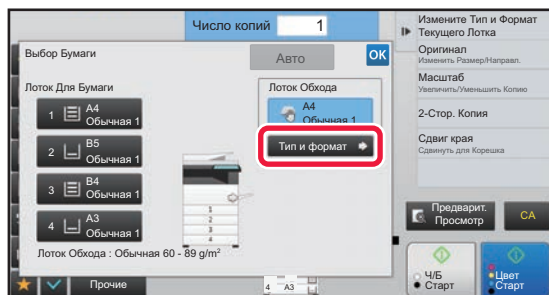 Число копий 1
Выбор Бумаги
Авто
OK
Лоток Для Бумаги
1 A4
Обычная 1
2 B5
Обычная 1
3 B4
Обычная 1
4 A3
Обычная 1
Лоток Обхода
A4
Обычная 1
Тип и формат
1
2
3
4
Лоток Обхода : Обычная 60 - 89 g/m²
Прочие
4 A3
Измените Тип и Формат
Текущего Лотка
Оригинал
Изменить Размер/Направл.
Масштаб
Увеличить/Уменьшить Копию
2-Стор. Копия
Сдвиг края
Сдвинуть для Корешка
Предварит.
Просмотр
CA
Ч/Б
Старт
Цвет
Старт